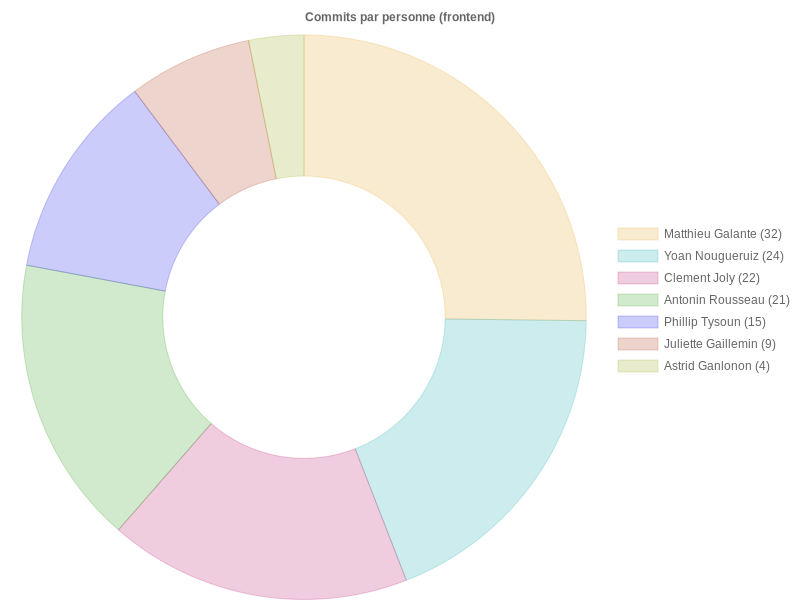 Commits par personne (frontend)
Matthieu Galante (32)
Yoan Nougueruiz (24)
Clement Joly (22)
Antonin Rousseau (21)
Phillip Tysoun (15)
Juliette Gaillemin (9)
Astrid Ganlonon (4)